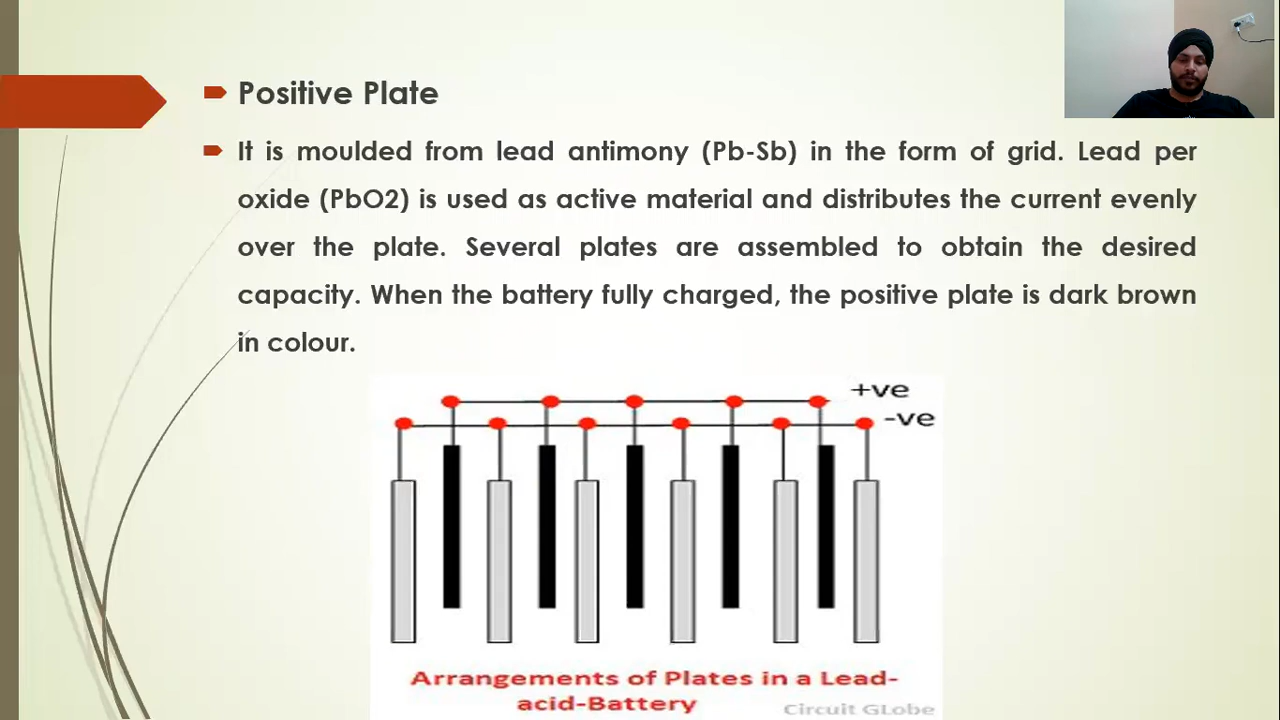 Positive Plate
It is moulded from lead antimony (Pb-Sb) in the form of grid. Lead per
oxide (PbO2) is used as active material and distributes the current evenly
over the plate. Several plates are assembled to obtain the desired
capacity. When the battery fully charged, the positive plate is dark brown
in colour.
+ve
-ve
Arrangements of Plates in a Lead-
acid-Battery
Circuit GLobe